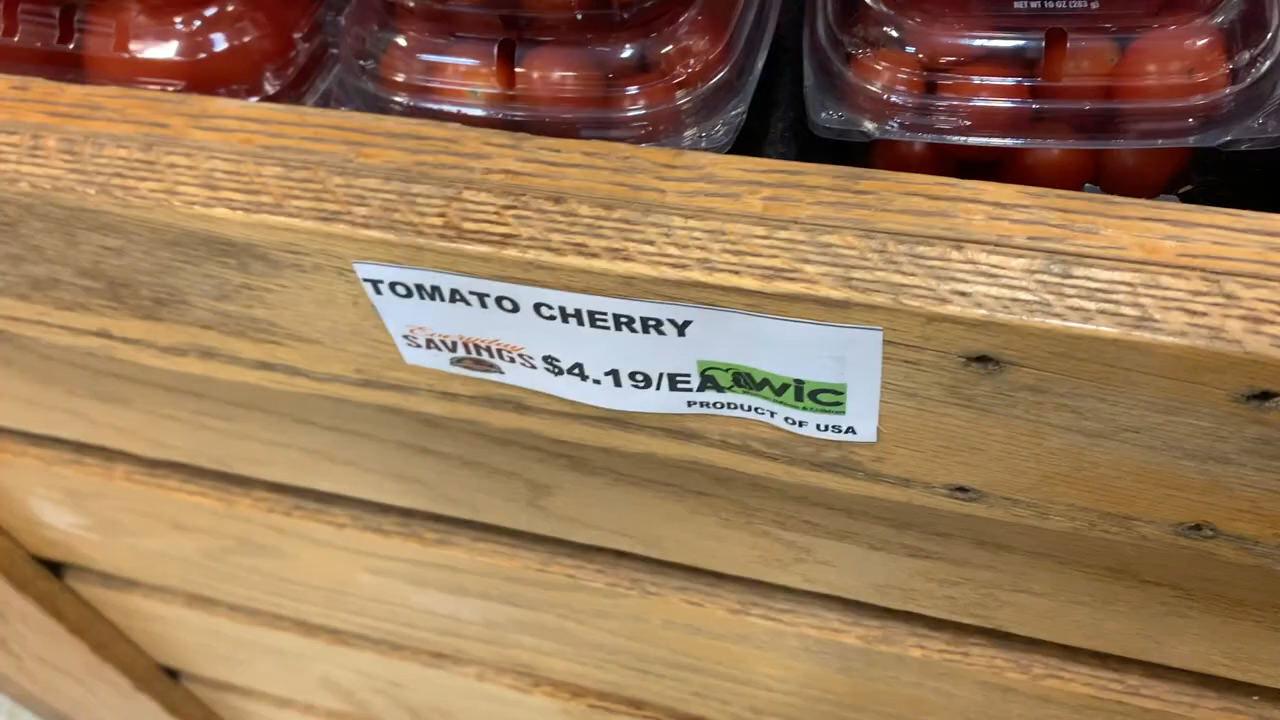 NET WT 10 OZ (283 g)
TOMATO CHERRY
Everyday
SAVINGS
$4.19/EA
WIC
PRODUCT OF USA